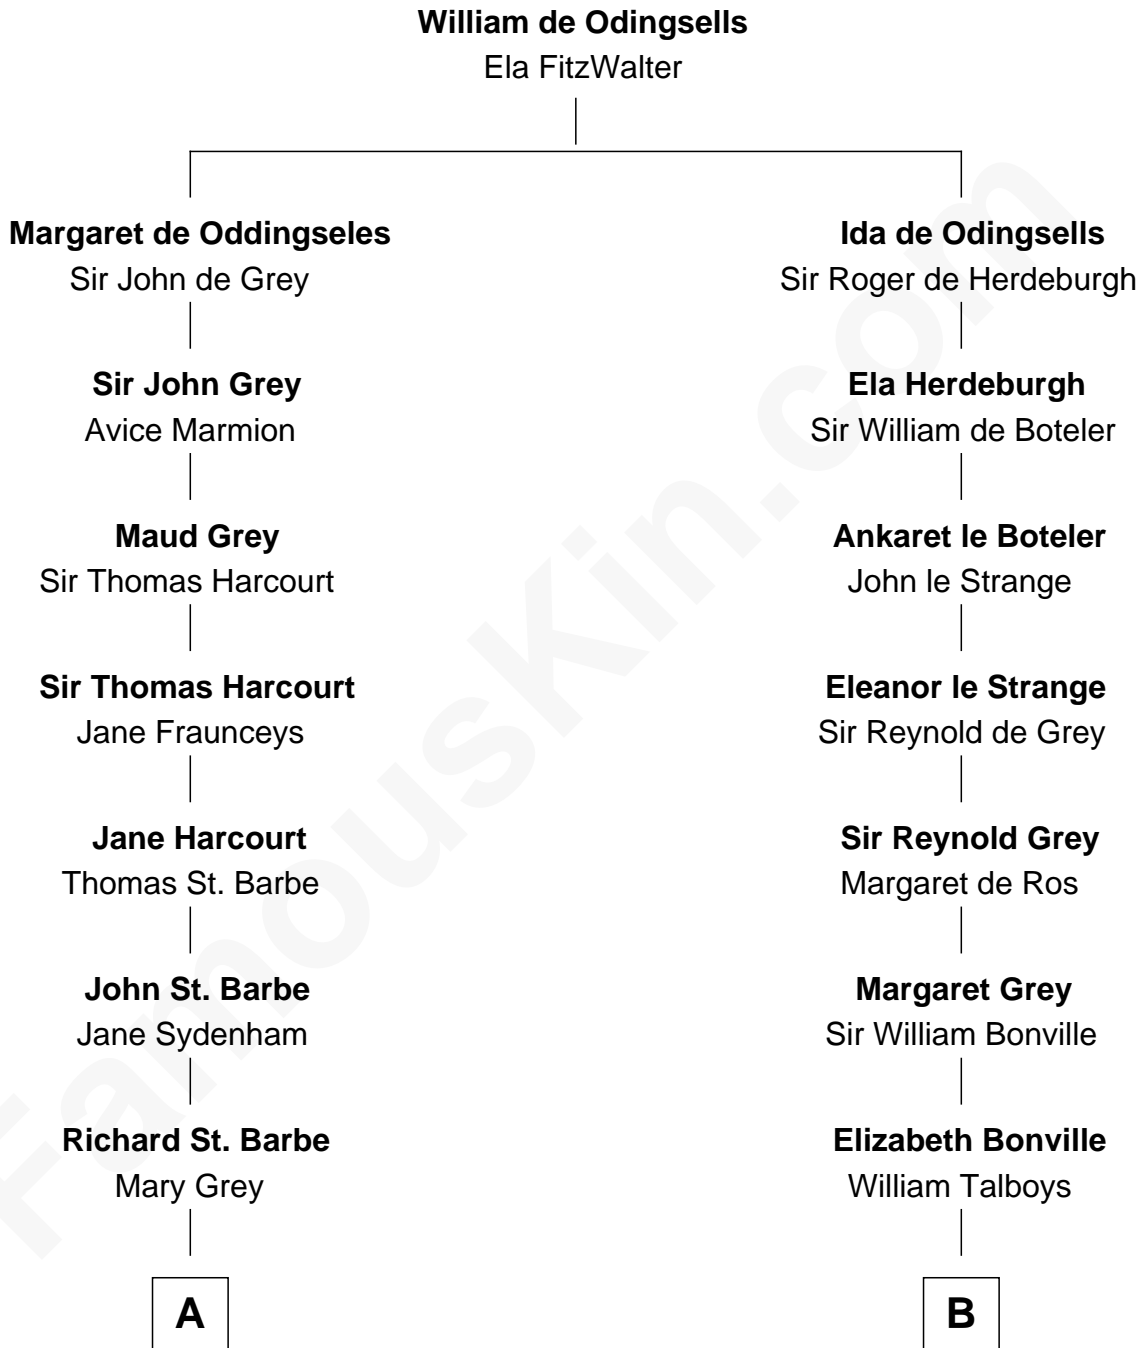 William de Odingsells
Ela FitzWalter
Margaret de Oddingseles
Sir John de Grey
Ida de Odingsells
Sir Roger de Herdeburgh
Sir John Grey
Avice Marmion
Ela Herdeburgh
Sir William de Boteler
Maud Grey
Sir Thomas Harcourt
Ankaret le Boteler
John le Strange
Sir Thomas Harcourt
Jane Fraunceys
Eleanor le Strange
Sir Reynold de Grey
Jane Harcourt
Thomas St. Barbe
Sir Reynold Grey
Margaret de Ros
John St. Barbe
Jane Sydenham
Margaret Grey
Sir William Bonville
Richard St. Barbe
Mary Grey
Elizabeth Bonville
William Talboys
A
B
FamousKin.com